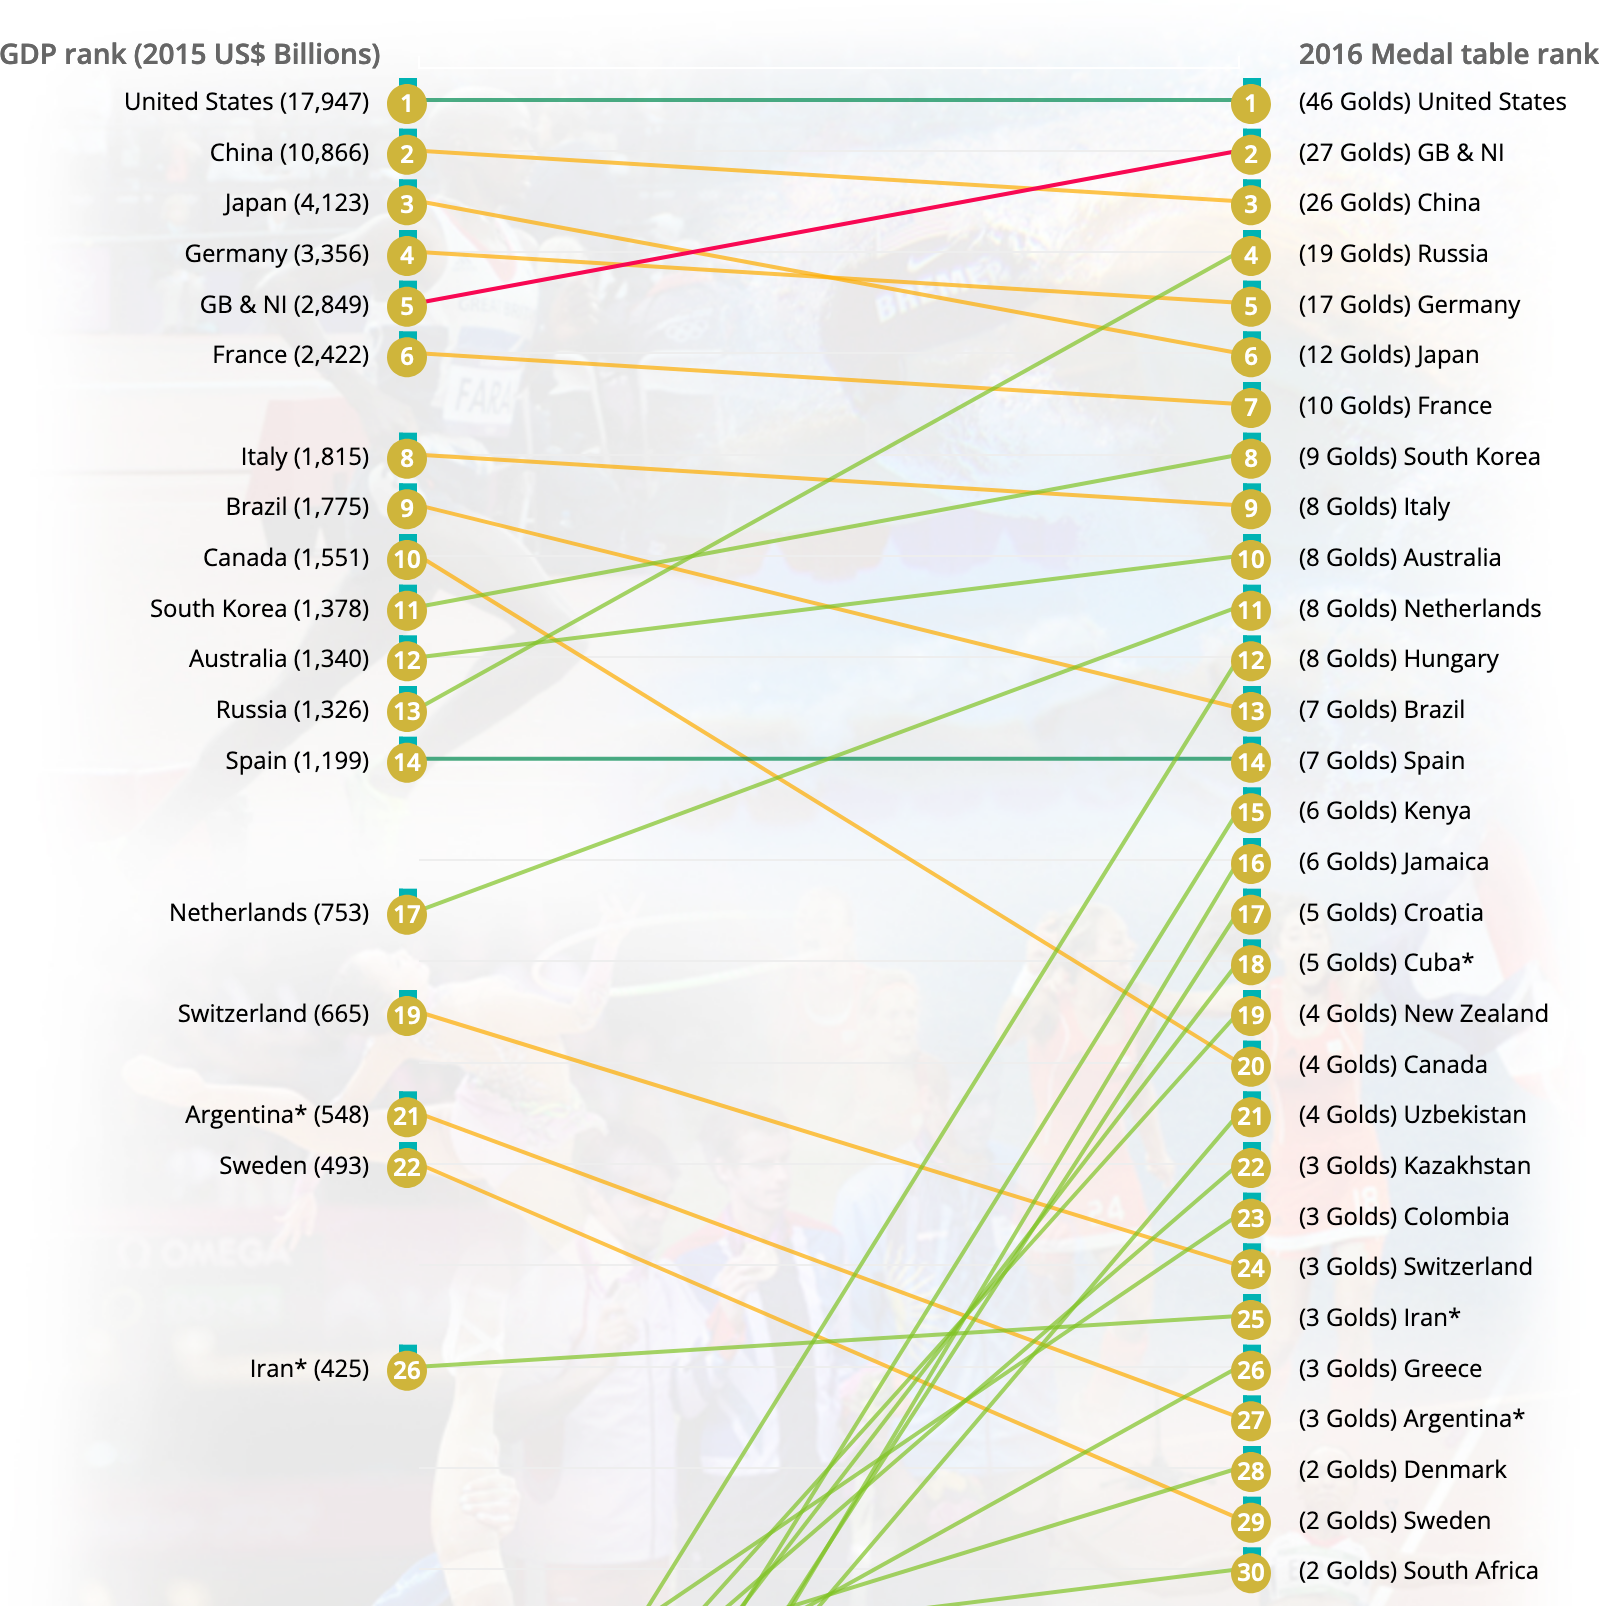 GDP rank (2015 US$ Billions) 2016 Medal table rank
United States (17,947) 1 1 (46 Golds) United States
China (10,866) 2 2 (27 Golds) GB & NI
Japan (4,123) 3 3 (26 Golds) China
Germany (3,356) 4 4 (19 Golds) Russia
GB & NI (2,849) 5 5 (17 Golds) Germany
France (2,422) 6 6 (12 Golds) Japan
7 (10 Golds) France
Italy (1,815) 8 8 (9 Golds) South Korea
Brazil (1,775) 9 9 (8 Golds) Italy
Canada (1,551) 10 10 (8 Golds) Australia
South Korea (1,378) 11 11 (8 Golds) Netherlands
Australia (1,340) 12 12 (8 Golds) Hungary
Russia (1,326) 13 13 (7 Golds) Brazil
Spain (1,199) 14 14 (7 Golds) Spain
15 (6 Golds) Kenya
16 (6 Golds) Jamaica
Netherlands (753) 17 17 (5 Golds) Croatia
18 (5 Golds) Cuba*
Switzerland (665) 19 19 (4 Golds) New Zealand
20 (4 Golds) Canada
Argentina* (548) 21 21 (4 Golds) Uzbekistan
Sweden (493) 22 22 (3 Golds) Kazakhstan
23 (3 Golds) Colombia
24 (3 Golds) Switzerland
25 (3 Golds) Iran*
Iran* (425) 26 26 (3 Golds) Greece
27 (3 Golds) Argentina*
28 (2 Golds) Denmark
29 (2 Golds) Sweden
30 (2 Golds) South Africa
FARA
OMEGA